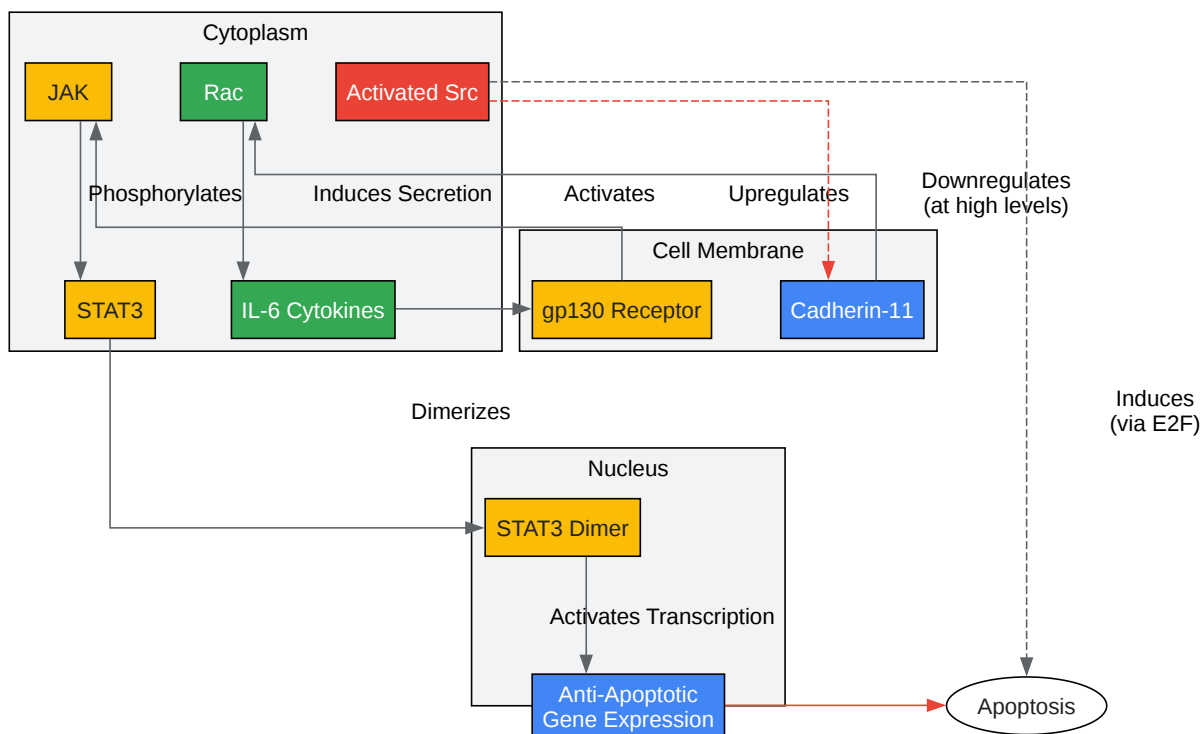 Cytoplasm
JAK
Rac
Activated Src
Phosphorylates
Induces Secretion
Activates
Upregulates
Downregulates
(at high levels)
Cell Membrane
STAT3
IL-6 Cytokines
gp130 Receptor
Cadherin-11
Dimerizes
Induces
(via E2F)
Nucleus
STAT3 Dimer
Activates Transcription
Anti-Apoptotic
Gene Expression
Apoptosis